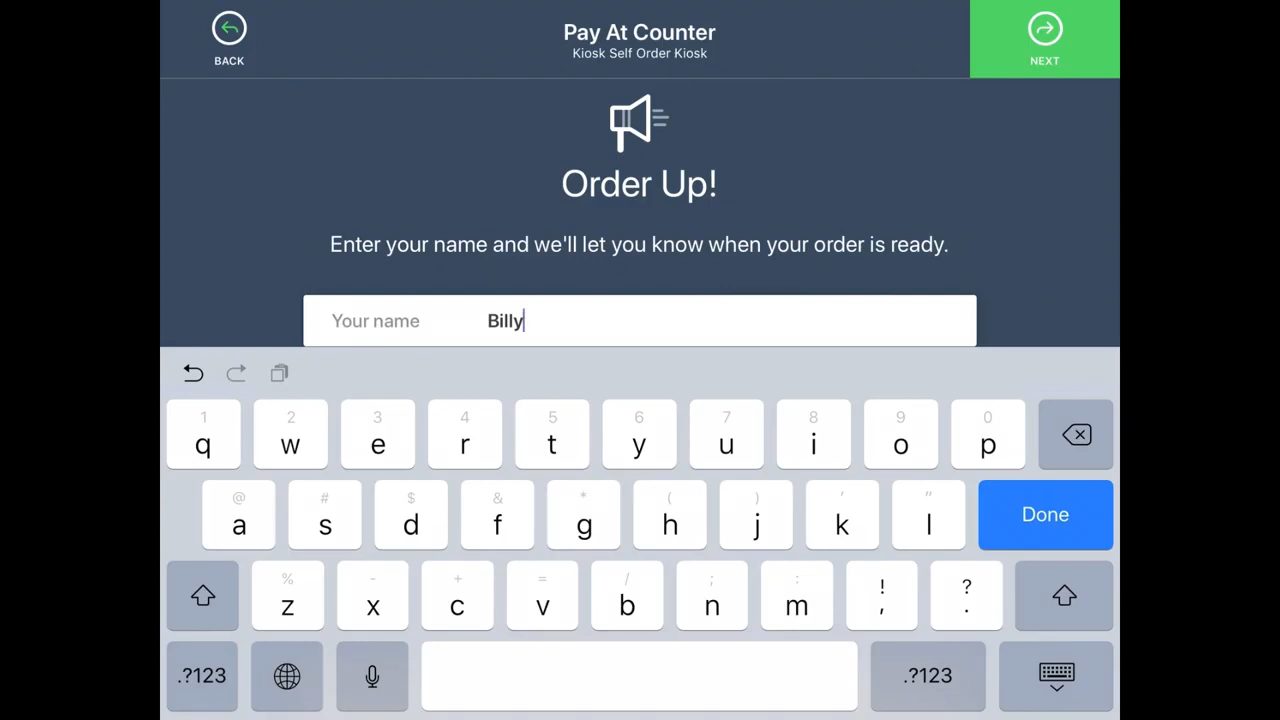 Pay At Counter
Kiosk Self Order Kiosk
BACK
NEXT
Order Up!
Enter your name and we'll let you know when your order is ready.
Your name Billy
1 2 3 4 5 6 7 8 9 0
q w e r t y u i o p
@ # $ & * ( ) ' "
a s d f g h j k l Done
% - + = / ; : ! ?
z x c v b n m , .
.?123 .?123